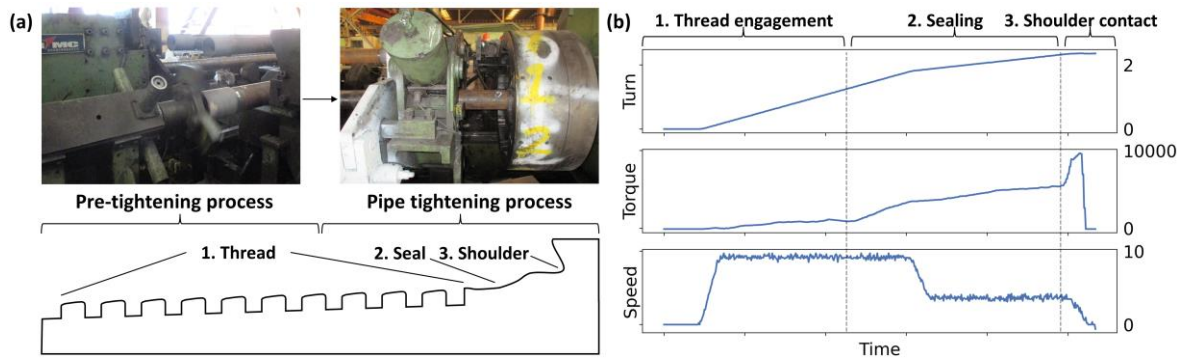 (a)
MC
1
2
Pre-tightening process
Pipe tightening process
1. Thread
2. Seal
3. Shoulder
(b)
1. Thread engagement
2. Sealing
3. Shoulder contact
Turn
2
0
Torque
10000
0
Speed
10
0
Time